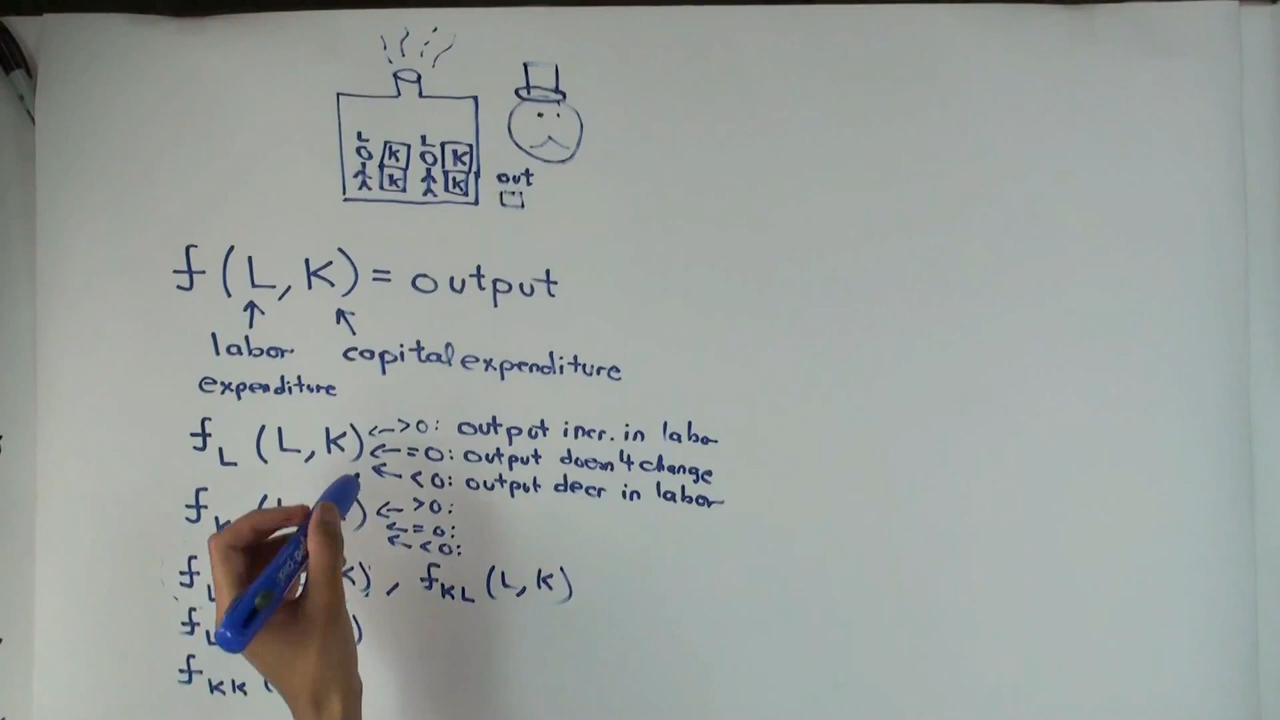 L K L K
K K
out
f (L, K) = output
labor capital expenditure
expenditure
f_L (L, K) ← >0: output incr. in labor
← =0: output doesn't change
← <0: output decr in labor
← >0:
← =0:
← <0:
, f_KL (L, K)
f_KK (